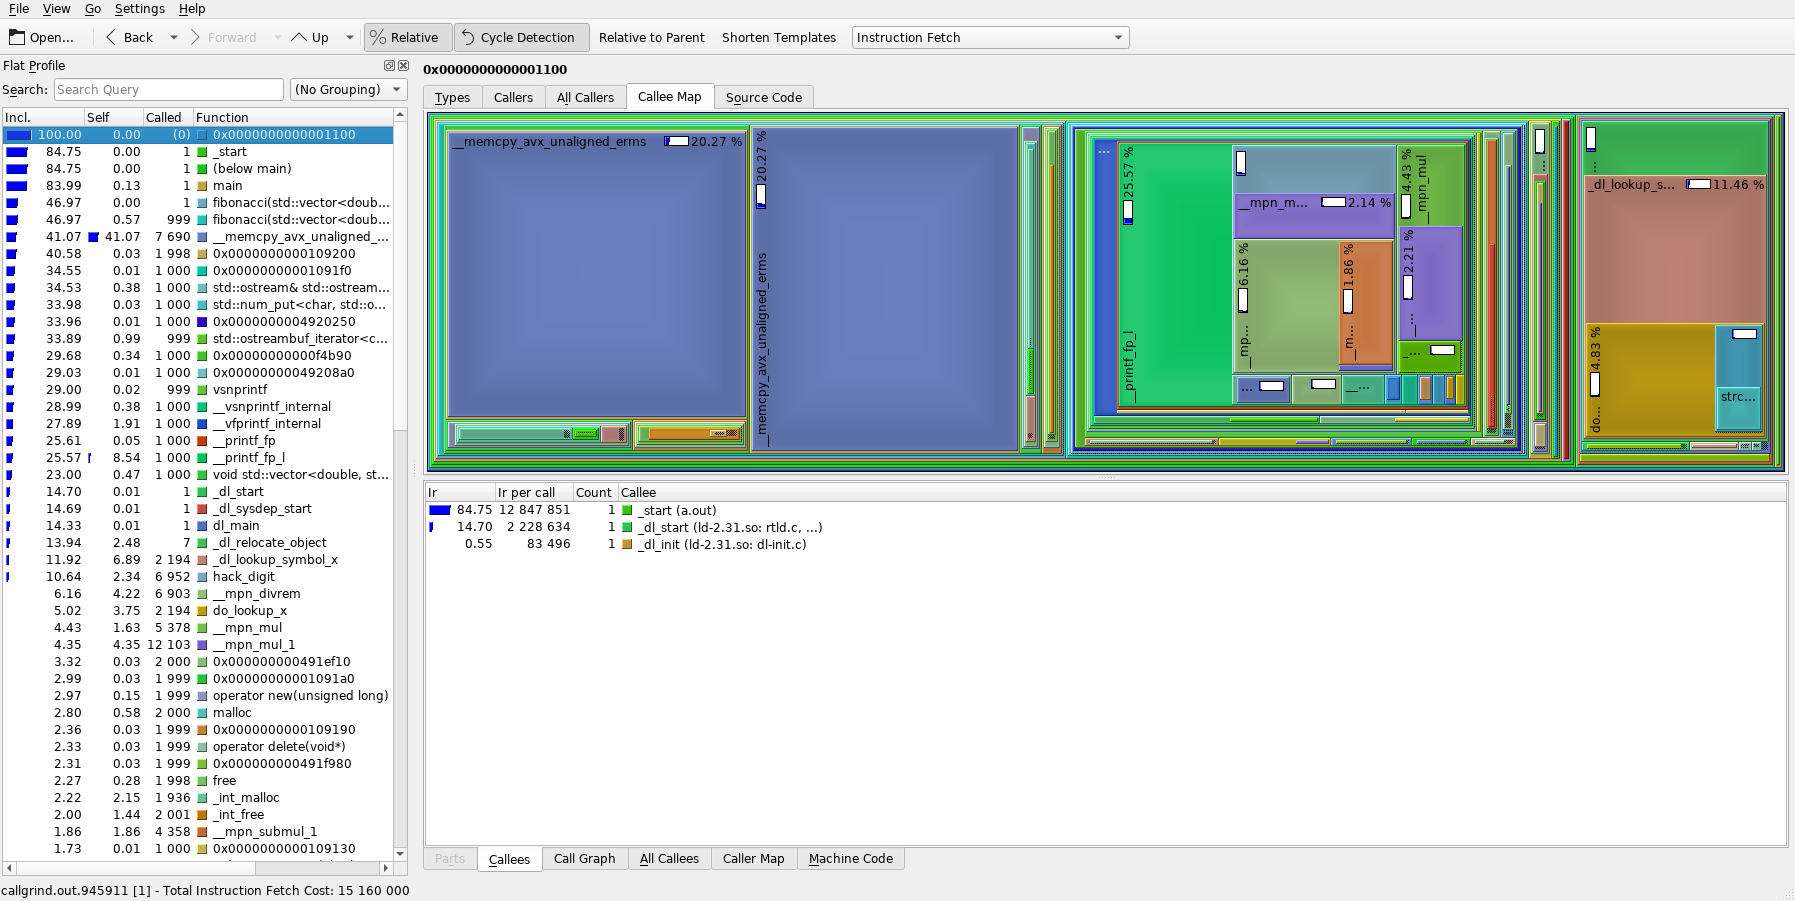 File View Go Settings Help
Open... Back Forward Up Relative Cycle Detection Relative to Parent Shorten Templates Instruction Fetch
Flat Profile
Search: Search Query (No Grouping)
Incl. Self Called Function
100.00 0.00 (0) 0x0000000000001100
84.75 0.00 1 _start
84.75 0.00 1 (below main)
83.99 0.13 1 main
46.97 0.00 1 fibonacci(std::vector<doub...
46.97 0.57 999 fibonacci(std::vector<doub...
41.07 41.07 7 690 __memcpy_avx_unaligned_...
40.58 0.03 1 998 0x0000000000109200
34.55 0.01 1 000 0x00000000001091f0
34.53 0.38 1 000 std::ostream& std::ostream...
33.98 0.03 1 000 std::num_put<char, std::o...
33.96 0.01 1 000 0x0000000004920250
33.89 0.99 999 std::ostreambuf_iterator<c...
29.68 0.34 1 000 0x00000000000f4b90
29.03 0.01 1 000 0x00000000049208a0
29.00 0.02 999 vsnprintf
28.99 0.38 1 000 __vsnprintf_internal
27.89 1.91 1 000 __vfprintf_internal
25.61 0.05 1 000 __printf_fp
25.57 8.54 1 000 __printf_fp_l
23.00 0.47 1 000 void std::vector<double, st...
14.70 0.01 1 _dl_start
14.69 0.01 1 _dl_sysdep_start
14.33 0.01 1 dl_main
13.94 2.48 7 _dl_relocate_object
11.92 6.89 2 194 _dl_lookup_symbol_x
10.64 2.34 6 952 hack_digit
6.16 4.22 6 903 __mpn_divrem
5.02 3.75 2 194 do_lookup_x
4.43 1.63 5 378 __mpn_mul
4.35 4.35 12 103 __mpn_mul_1
3.32 0.03 2 000 0x000000000491ef10
2.99 0.03 1 999 0x00000000001091a0
2.97 0.15 1 999 operator new(unsigned long)
2.80 0.58 2 000 malloc
2.36 0.03 1 999 0x0000000000109190
2.33 0.03 1 999 operator delete(void*)
2.31 0.03 1 999 0x000000000491f980
2.27 0.28 1 998 free
2.22 2.15 1 936 _int_malloc
2.00 1.44 2 001 _int_free
1.86 1.86 4 358 __mpn_submul_1
1.73 0.01 1 000 0x0000000000109130
0x0000000000001100
Types Callers All Callers Callee Map Source Code
__memcpy_avx_unaligned_erms 20.27 %
__memcpy_avx_unaligned_erms 20.27 %
...
__printf_fp_l 25.57 %
__mpn_m... 2.14 %
__mp... 6.16 %
__m... 1.86 %
__mpn_mul 4.43 %
_... 2.21 %
_...
...
__...
...
...
_dl_lookup_s... 11.46 %
do... 4.83 %
strc...
Ir Ir per call Count Callee
84.75 12 847 851 1 _start (a.out)
14.70 2 228 634 1 _dl_start (ld-2.31.so: rtld.c, ...)
0.55 83 496 1 _dl_init (ld-2.31.so: dl-init.c)
Parts Callees Call Graph All Callees Caller Map Machine Code
callgrind.out.945911 [1] - Total Instruction Fetch Cost: 15 160 000